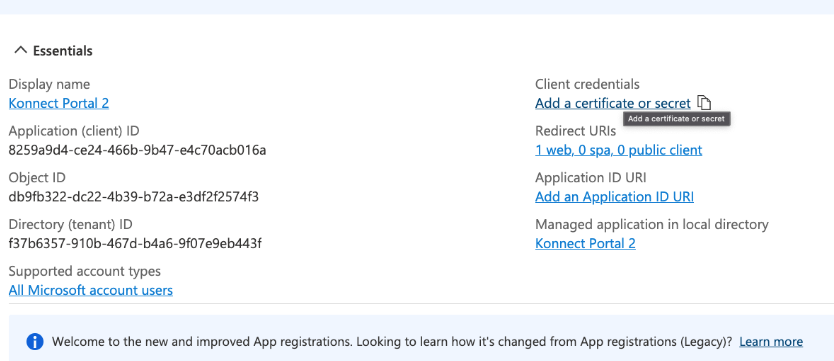 Essentials
Display name
Konnect Portal 2
Application (client) ID
8259a9d4-ce24-466b-9b47-e4c70acb016a
Object ID
db9fb322-dc22-4b39-b72a-e3df2f2574f3
Directory (tenant) ID
f37b6357-910b-467d-b4a6-9f07e9eb443f
Supported account types
All Microsoft account users
Client credentials
Add a certificate or secret
Add a certificate or secret
Redirect URIs
1 web, 0 spa, 0 public client
Application ID URI
Add an Application ID URI
Managed application in local directory
Konnect Portal 2
Welcome to the new and improved App registrations. Looking to learn how it's changed from App registrations (Legacy)? Learn more